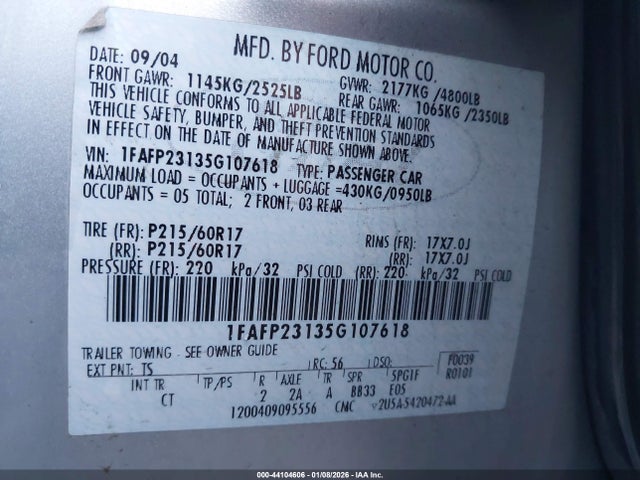 MFD. BY FORD MOTOR CO.
DATE: 09/04 GVWR: 2177KG/4800LB
FRONT GAWR: 1145KG/2525LB REAR GAWR: 1065KG/2350LB
THIS VEHICLE CONFORMS TO ALL APPLICABLE FEDERAL MOTOR
VEHICLE SAFETY, BUMPER, AND THEFT PREVENTION STANDARDS
IN EFFECT ON THE DATE OF MANUFACTURE SHOWN ABOVE.
VIN: 1FAFP23135G107618 TYPE: PASSENGER CAR
MAXIMUM LOAD = OCCUPANTS + LUGGAGE =430KG/0950LB
OCCUPANTS = 05 TOTAL; 2 FRONT, 03 REAR
TIRE (FR): P215/60R17 RIMS (FR): 17X7.0J
(RR): P215/60R17 (RR): 17X7.0J
PRESSURE (FR): 220 kPa/32 PSI COLD (RR): 220 kPa/32 PSI COLD
1FAFP23135G107618
TRAILER TOWING - SEE OWNER GUIDE
EXT PNT: TS RC: 56 DSO: F0039
INT TR TP/PS R AXLE TR SPR 5PG1F R0101
CT 2 2A A BB33 E05
1200409095556 CMC 2U5A-5420472-AA
000-44104606 - 01/08/2026 - IAA Inc.